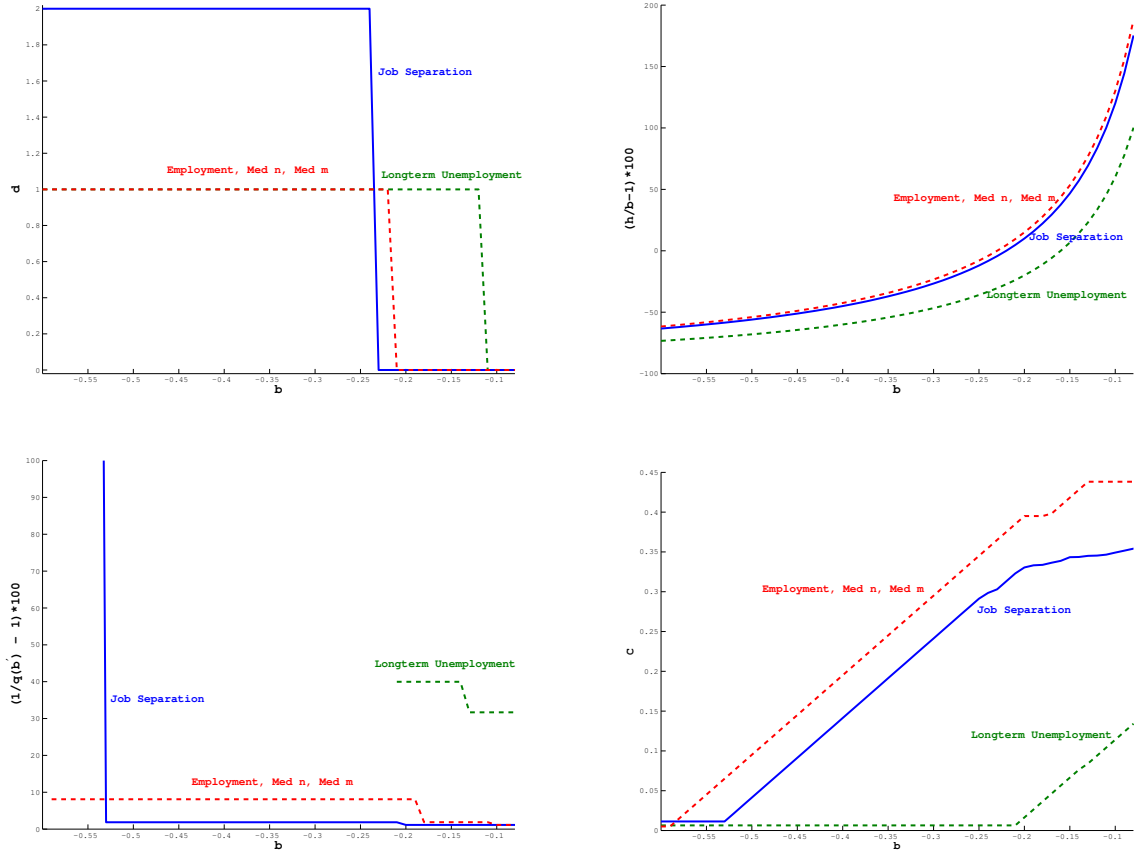 2
1.8
1.6
1.4
1.2
1
0.8
0.6
0.4
0.2
0
d
Job Separation
Employment, Med n, Med m
Longterm Unemployment
−0.55 −0.5 −0.45 −0.4 −0.35 −0.3 −0.25 −0.2 −0.15 −0.1
b
200
150
100
50
0
−50
−100
(h/b−1)*100
Employment, Med n, Med m
Job Separation
Longterm Unemployment
−0.55 −0.5 −0.45 −0.4 −0.35 −0.3 −0.25 −0.2 −0.15 −0.1
b
100
90
80
70
60
50
40
30
20
10
0
(1/q(b′) − 1)*100
Longterm Unemployment
Job Separation
Employment, Med n, Med m
−0.55 −0.5 −0.45 −0.4 −0.35 −0.3 −0.25 −0.2 −0.15 −0.1
b
0.45
0.4
0.35
0.3
0.25
0.2
0.15
0.1
0.05
0
c
Employment, Med n, Med m
Job Separation
Longterm Unemployment
−0.55 −0.5 −0.45 −0.4 −0.35 −0.3 −0.25 −0.2 −0.15 −0.1
b